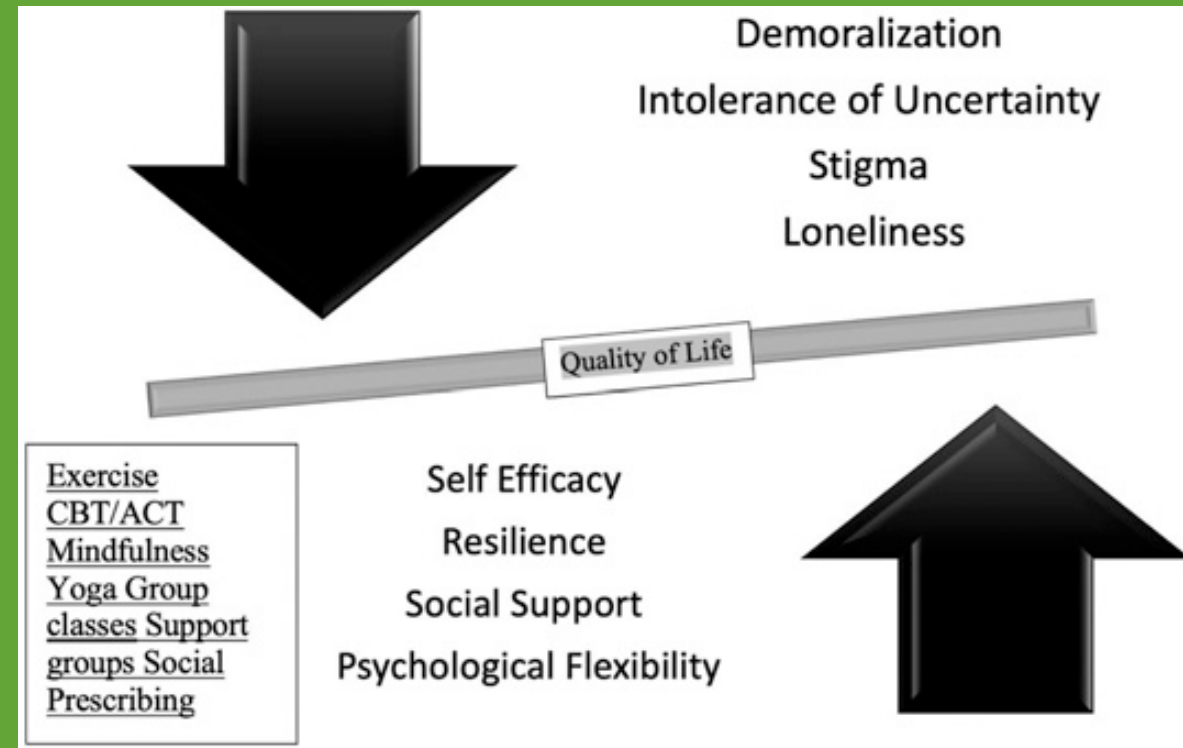 Demoralization
Intolerance of Uncertainty
Stigma
Loneliness
Quality of Life
Exercise
CBT/ACT
Mindfulness
Yoga Group
classes Support
groups Social
Prescribing
Self Efficacy
Resilience
Social Support
Psychological Flexibility